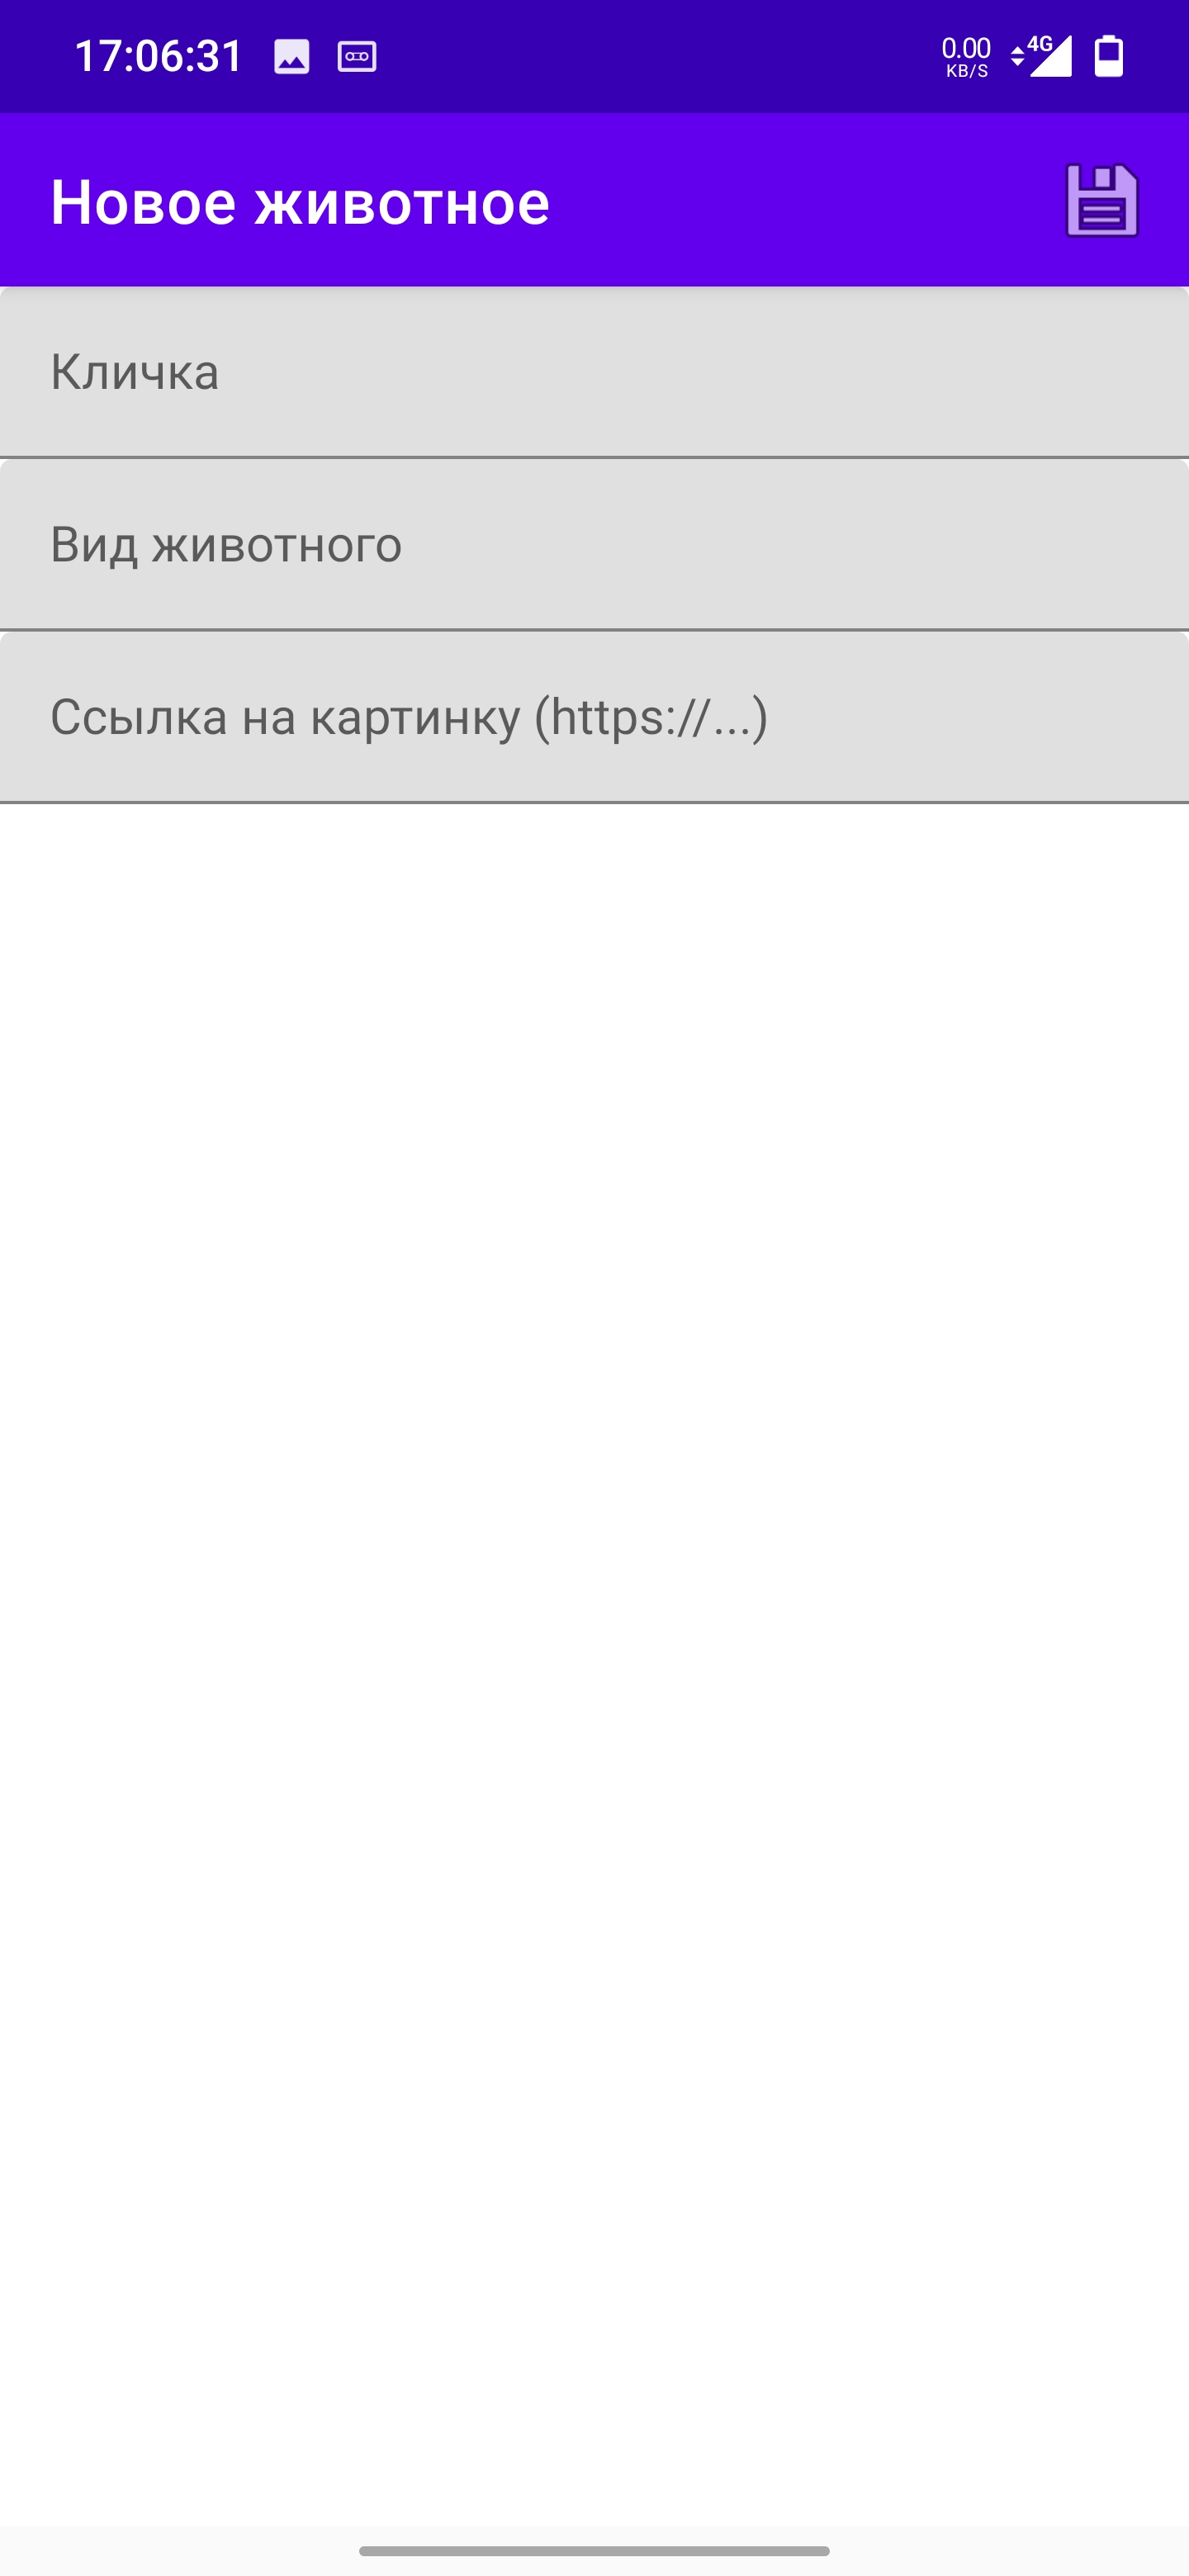 17:06:31
0.00
KB/S
4G
Новое животное
Кличка
Вид животного
Ссылка на картинку (https://...)